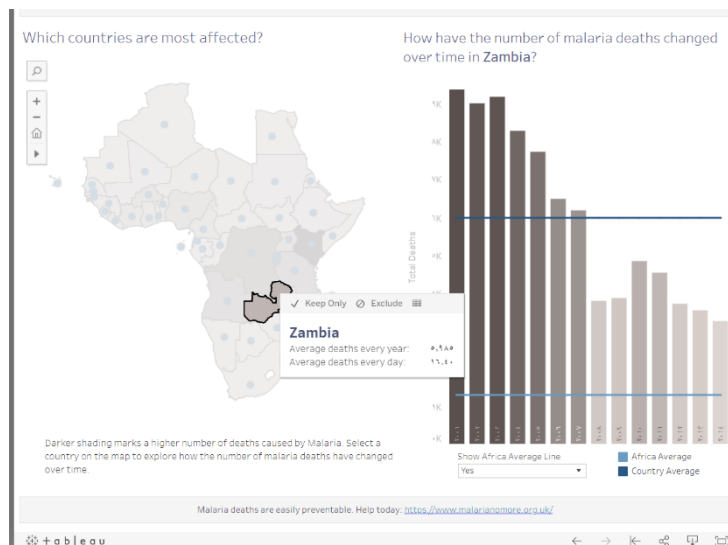 Which countries are most affected?
How have the number of malaria deaths changed
over time in Zambia?
Total Deaths
Keep Only Exclude
Zambia
Average deaths every year: ٥,٩٨٥
Average deaths every day: ١٦.٤٠
Darker shading marks a higher number of deaths caused by Malaria. Select a
country on the map to explore how the number of malaria deaths have changed
over time.
Show Africa Average Line
Yes
Africa Average
Country Average
Malaria deaths are easily preventable. Help today: https://www.malarianomore.org.uk/
+ a b l e a u